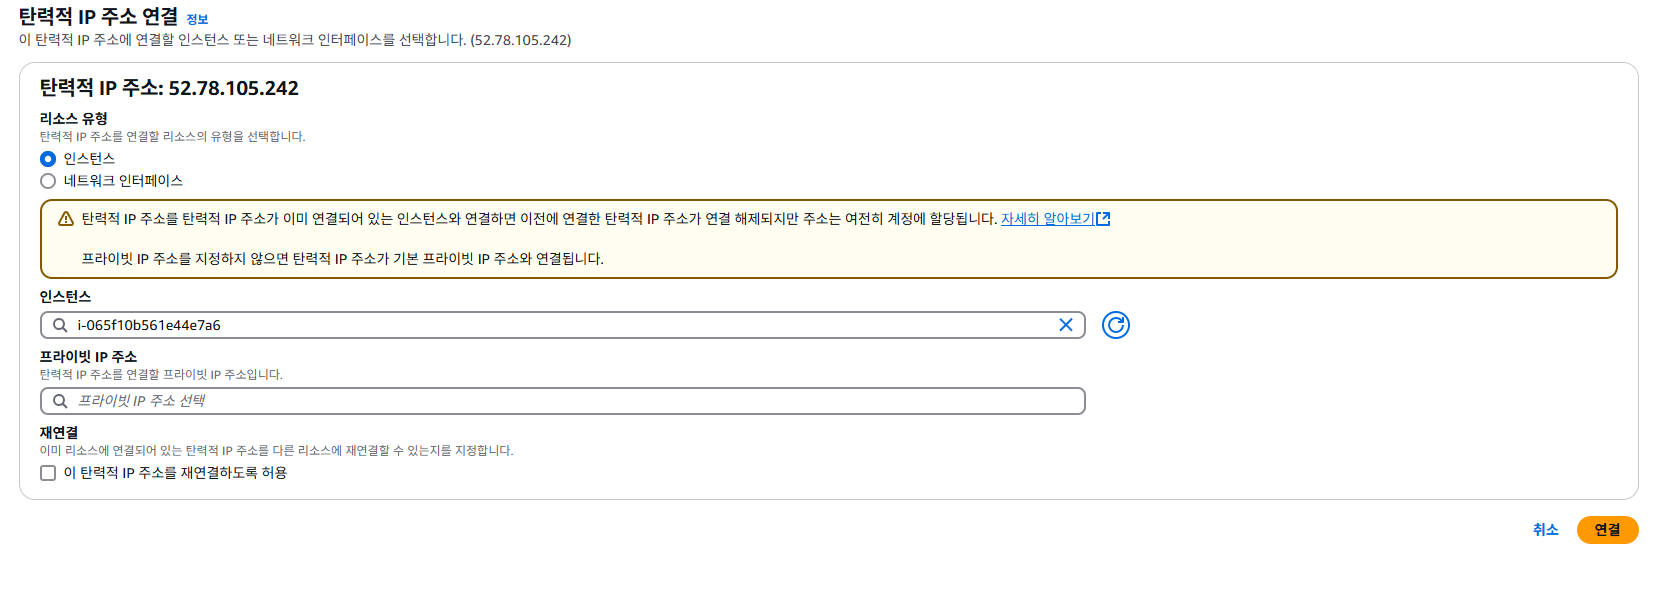 탄력적 IP 주소 연결 정보
이 탄력적 IP 주소에 연결할 인스턴스 또는 네트워크 인터페이스를 선택합니다. (52.78.105.242)
탄력적 IP 주소: 52.78.105.242
리소스 유형
탄력적 IP 주소를 연결할 리소스의 유형을 선택합니다.
인스턴스
네트워크 인터페이스
탄력적 IP 주소를 탄력적 IP 주소가 이미 연결되어 있는 인스턴스와 연결하면 이전에 연결한 탄력적 IP 주소가 연결 해제되지만 주소는 여전히 계정에 할당됩니다. 자세히 알아보기
프라이빗 IP 주소를 지정하지 않으면 탄력적 IP 주소가 기본 프라이빗 IP 주소와 연결됩니다.
인스턴스
i-065f10b561e44e7a6
프라이빗 IP 주소
탄력적 IP 주소를 연결할 프라이빗 IP 주소입니다.
프라이빗 IP 주소 선택
재연결
이미 리소스에 연결되어 있는 탄력적 IP 주소를 다른 리소스에 재연결할 수 있는지를 지정합니다.
이 탄력적 IP 주소를 재연결하도록 허용
취소 연결